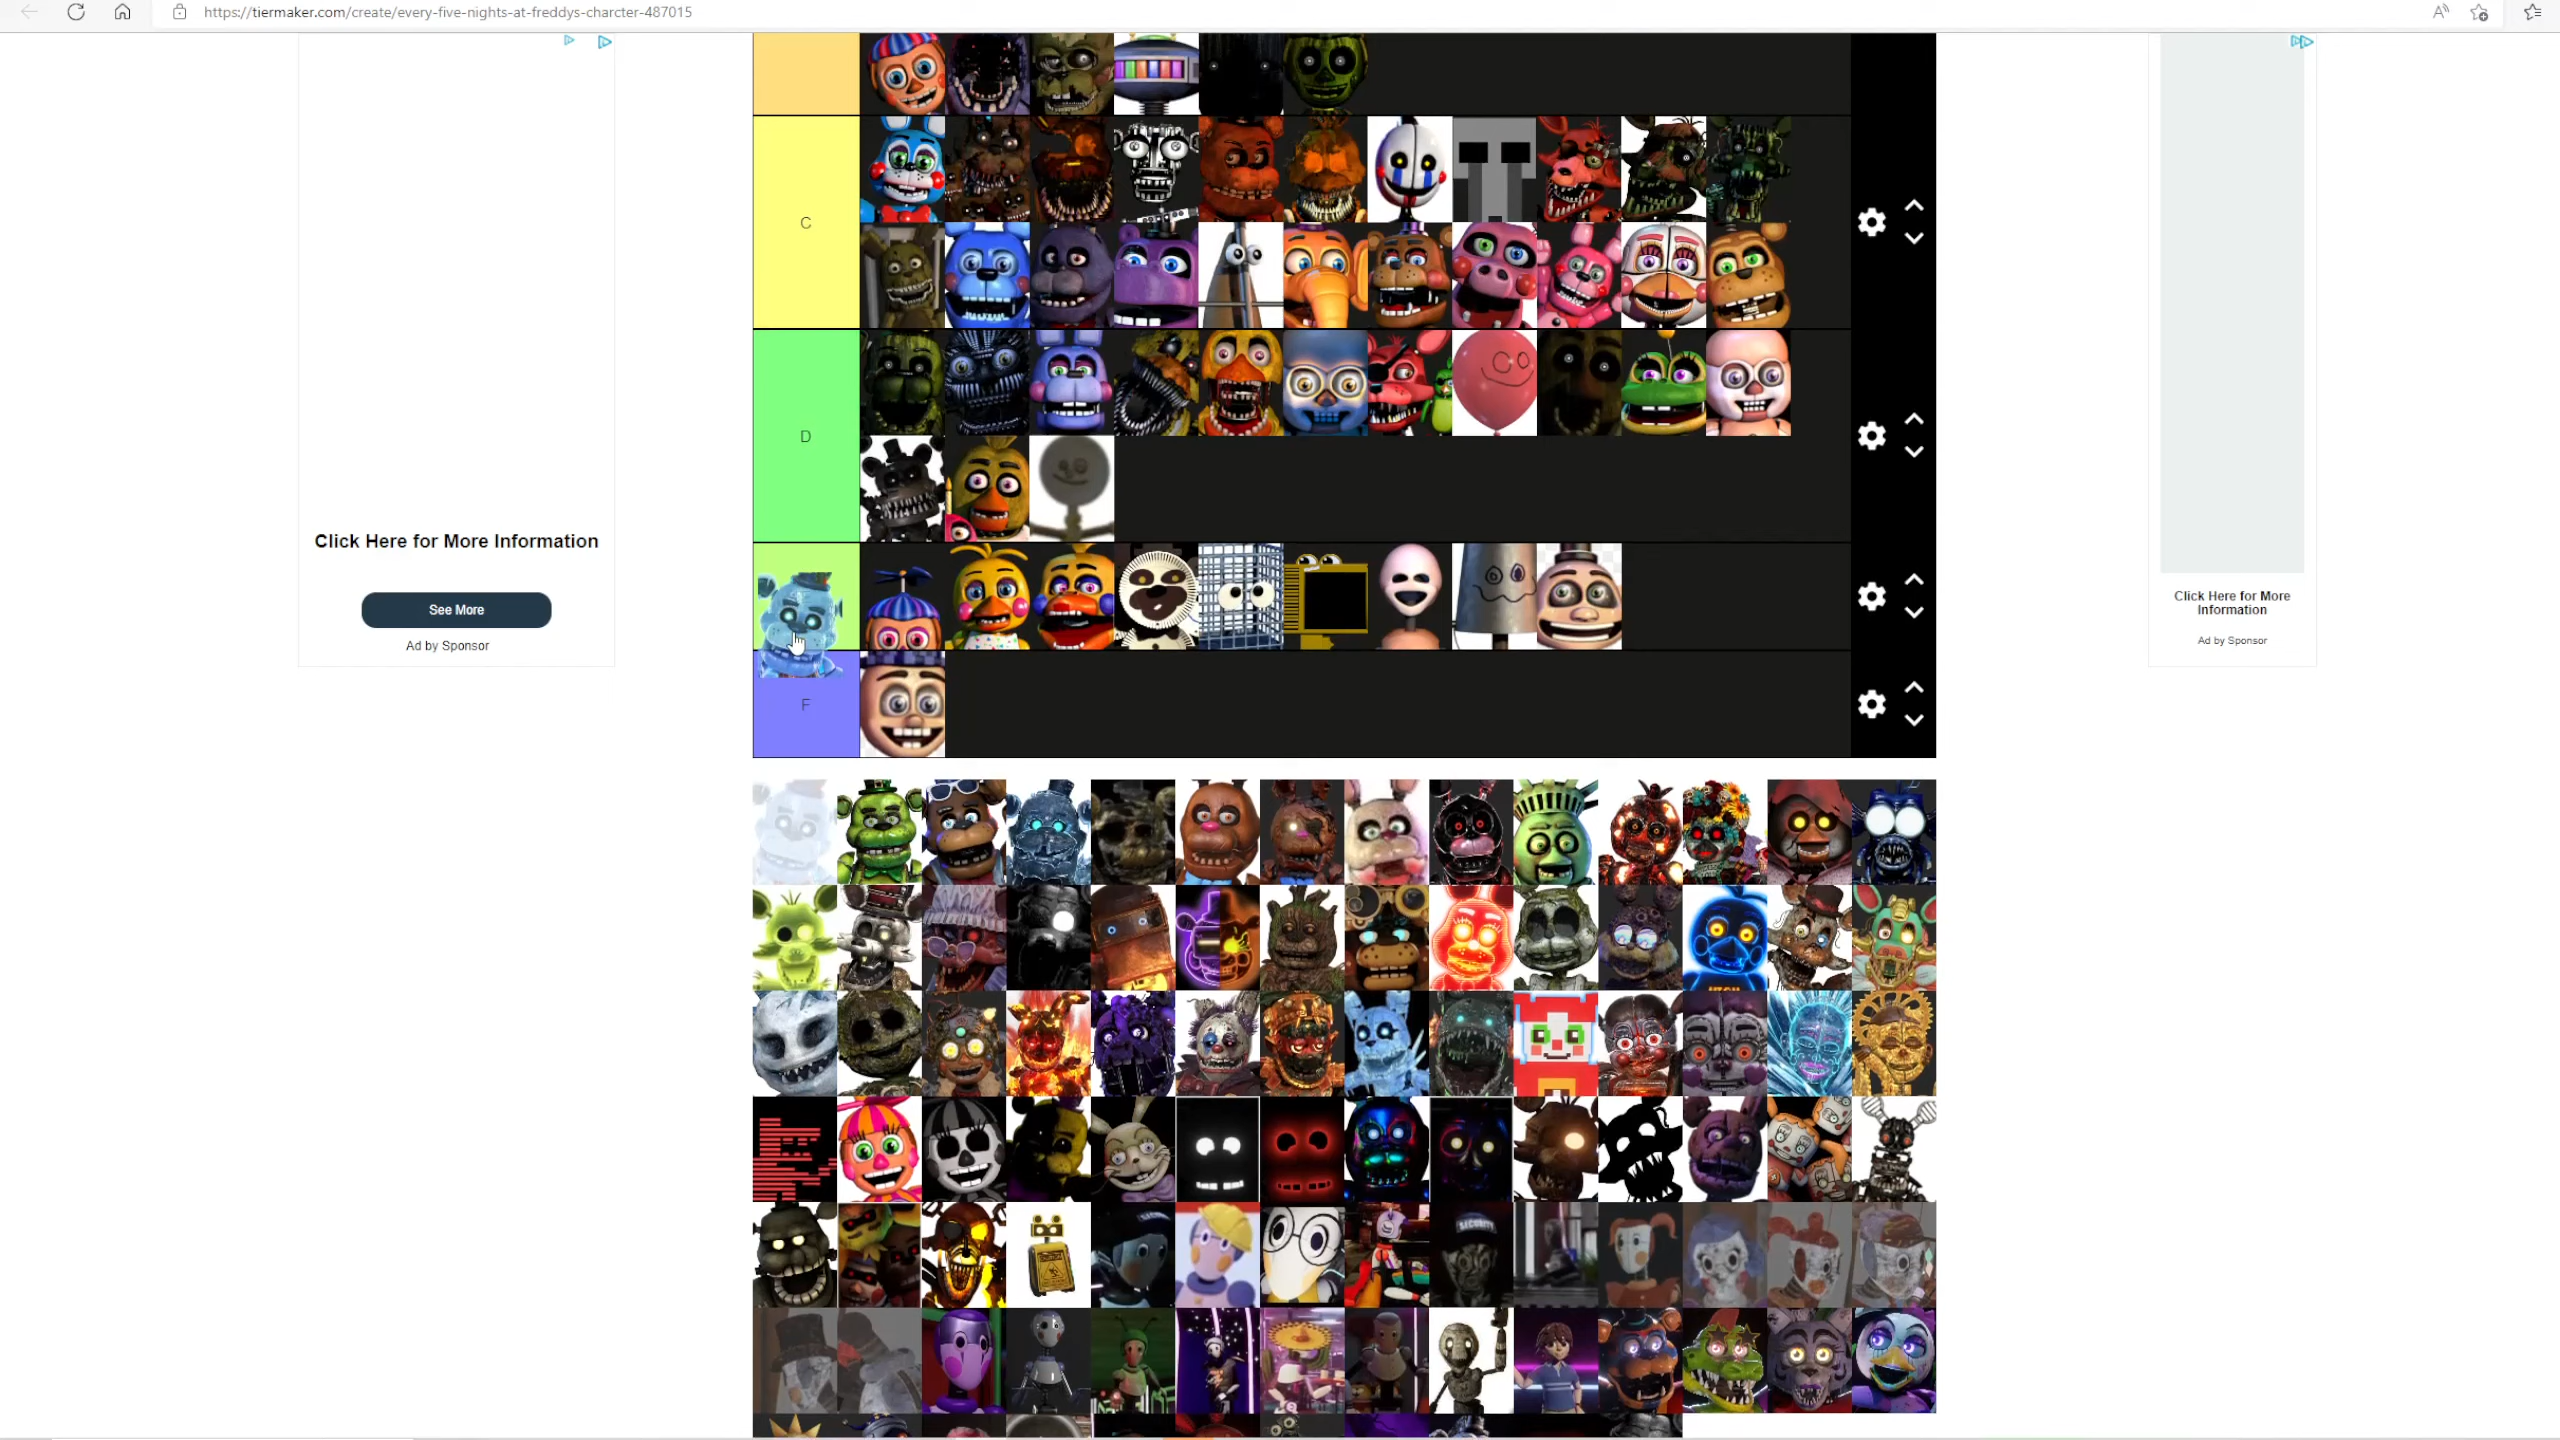 https://tiermaker.com/create/every-five-nights-at-freddys-charcter-487015
C
D
F
Click Here for More Information
See More
Ad by Sponsor
Click Here for More
Information
Ad by Sponsor
SECURITY